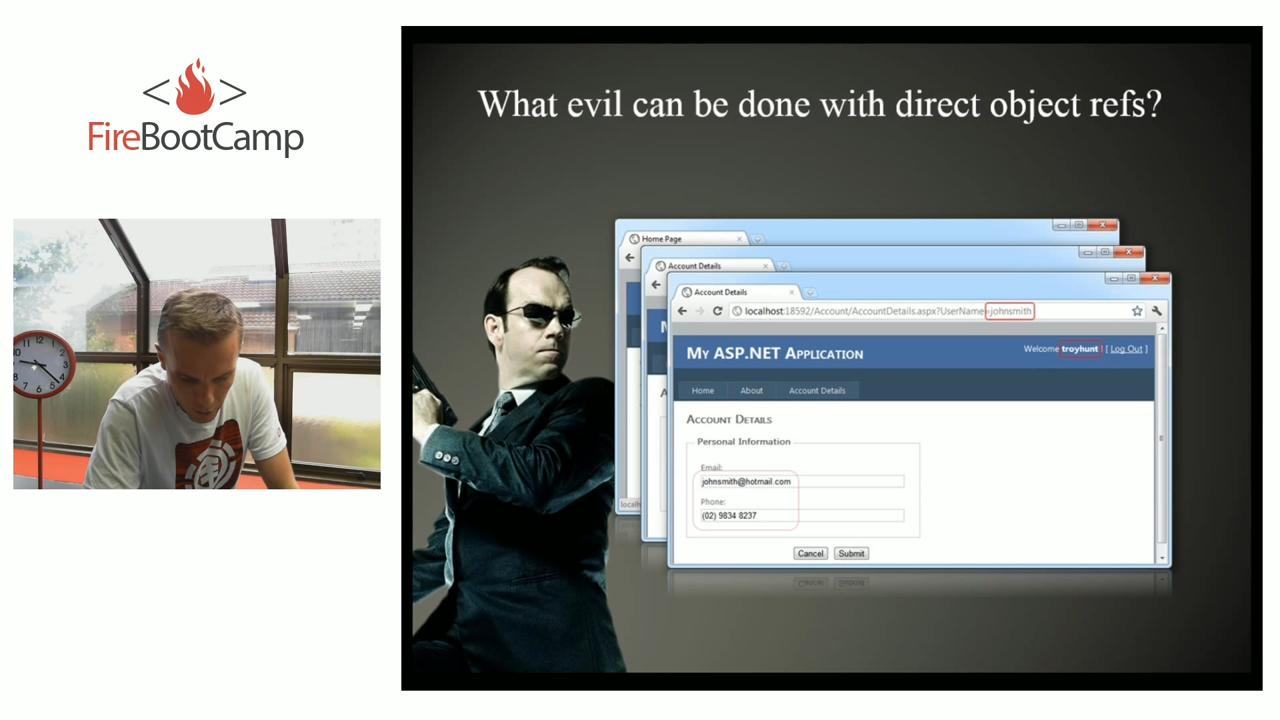 FireBootCamp
What evil can be done with direct object refs?
Home Page
Account Details
Account Details
localhost:18592/Account/AccountDetails.aspx?UserName=johnsmith
My ASP.NET Application
Welcome troyhunt! [ Log Out ]
Home About Account Details
Account Details
Personal Information
Email:
johnsmith@hotmail.com
Phone:
(02) 9834 8237
Cancel Submit